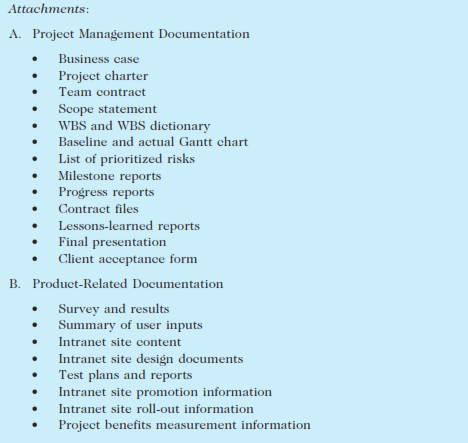 Attachments:
A. Project Management Documentation
• Business case
• Project charter
• Team contract
• Scope statement
• WBS and WBS dictionary
• Baseline and actual Gantt chart
• List of prioritized risks
• Milestone reports
• Progress reports
• Contract files
• Lessons-learned reports
• Final presentation
• Client acceptance form
B. Product-Related Documentation
• Survey and results
• Summary of user inputs
• Intranet site content
• Intranet site design documents
• Test plans and reports
• Intranet site promotion information
• Intranet site roll-out information
• Project benefits measurement information